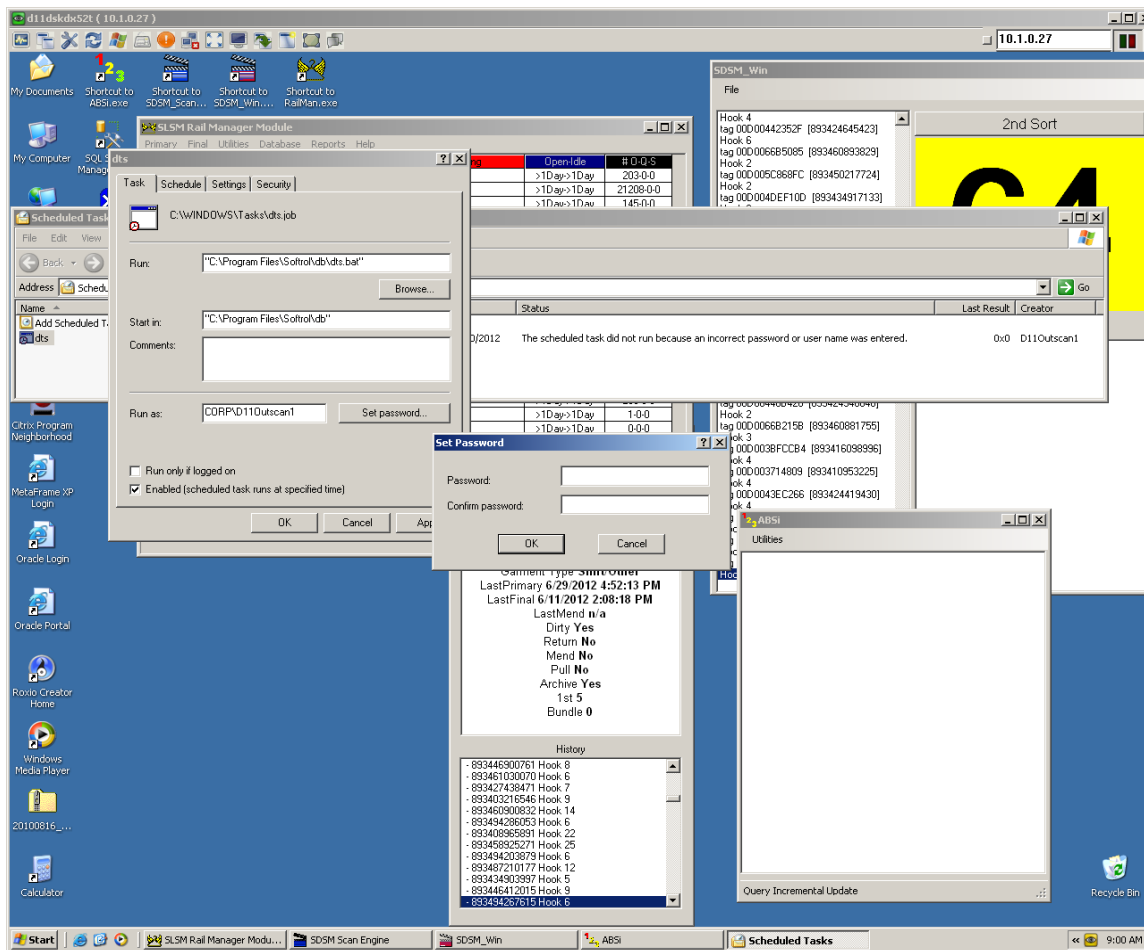 d11dskdx52t ( 10.1.0.27 )
10.1.0.27
My Documents
Shortcut to ABSi.exe
Shortcut to SDSM_Scan...
Shortcut to SDSM_Win....
Shortcut to RailMan.exe
My Computer
SLSM Rail Manager Module
Primary Final Utilities Database Reports Help
Open-Idle # O-Q-S
>1Day->1Day 203-0-0
>1Day->1Day 21208-0-0
>1Day->1Day 145-0-0
SDSM_Win
File
Hook 4
tag 00D00442352F [893424645423]
Hook 6
tag 00D0066B5085 [893460893829]
Hook 2
tag 00D005C868FC [893450217724]
Hook 2
tag 00D004DEF10D [893434917133]
2nd Sort
dts
Task Schedule Settings Security
C:\WINDOWS\Tasks\dts.job
Run: "C:\Program Files\Softrol\db\dts.bat"
Browse...
Start in: "C:\Program Files\Softrol\db"
Comments:
Run as: CORP\D11Outscan1 Set password...
Run only if logged on
Enabled (scheduled task runs at specified time)
OK Cancel
Scheduled Task
File Edit View
Back
Address Schedu
Go
Name
Add Scheduled T
dts
Status Last Result Creator
0/2012 The scheduled task did not run because an incorrect password or user name was entered. 0x0 D11Outscan1
>1Day->1Day 1-0-0
>1Day->1Day 0-0-0
Hook 2
tag 00D0066B215B [893460881755]
Hook 3
00D003BFCCB4 [893416098996]
00D003714809 [893410953225]
00D0043EC266 [893424419430]
Set Password
Password:
Confirm password:
OK Cancel
ABSi
Utilities
Query Incremental Update
Garment Type Shirt/Other
LastPrimary 6/29/2012 4:52:13 PM
LastFinal 6/11/2012 2:08:18 PM
LastMend n/a
Dirty Yes
Return No
Mend No
Pull No
Archive Yes
1st 5
Bundle 0
History
- 893446900761 Hook 8
- 893461030070 Hook 6
- 893427438471 Hook 7
- 893403216546 Hook 9
- 893460900832 Hook 14
- 893494286053 Hook 6
- 893408965891 Hook 22
- 893458925271 Hook 25
- 893494203879 Hook 6
- 893487210177 Hook 12
- 893434903997 Hook 5
- 893446412015 Hook 9
- 893494267615 Hook 6
Citrix Program Neighborhood
MetaFrame XP Login
Oracle Login
Oracle Portal
Roxio Creator Home
Windows Media Player
20100816_...
Calculator
Recycle Bin
Start
SLSM Rail Manager Modu...
SDSM Scan Engine
SDSM_Win
ABSi
Scheduled Tasks
9:00 AM